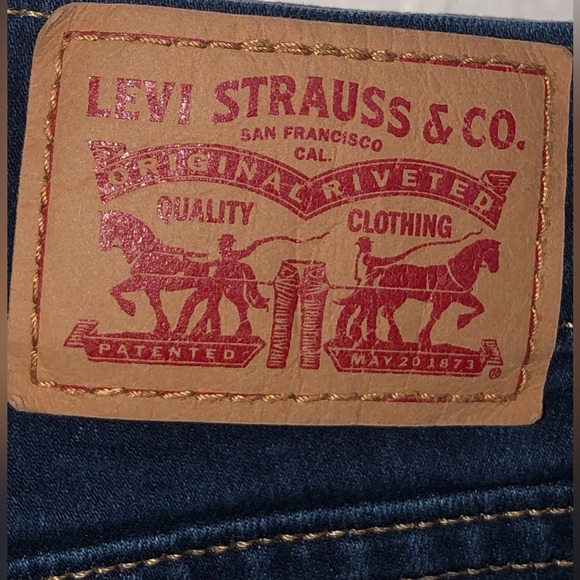 LEVI STRAUSS & CO.
SAN FRANCISCO
CAL.
ORIGINAL RIVETED
QUALITY CLOTHING
PATENTED MAY 20 1873 ®